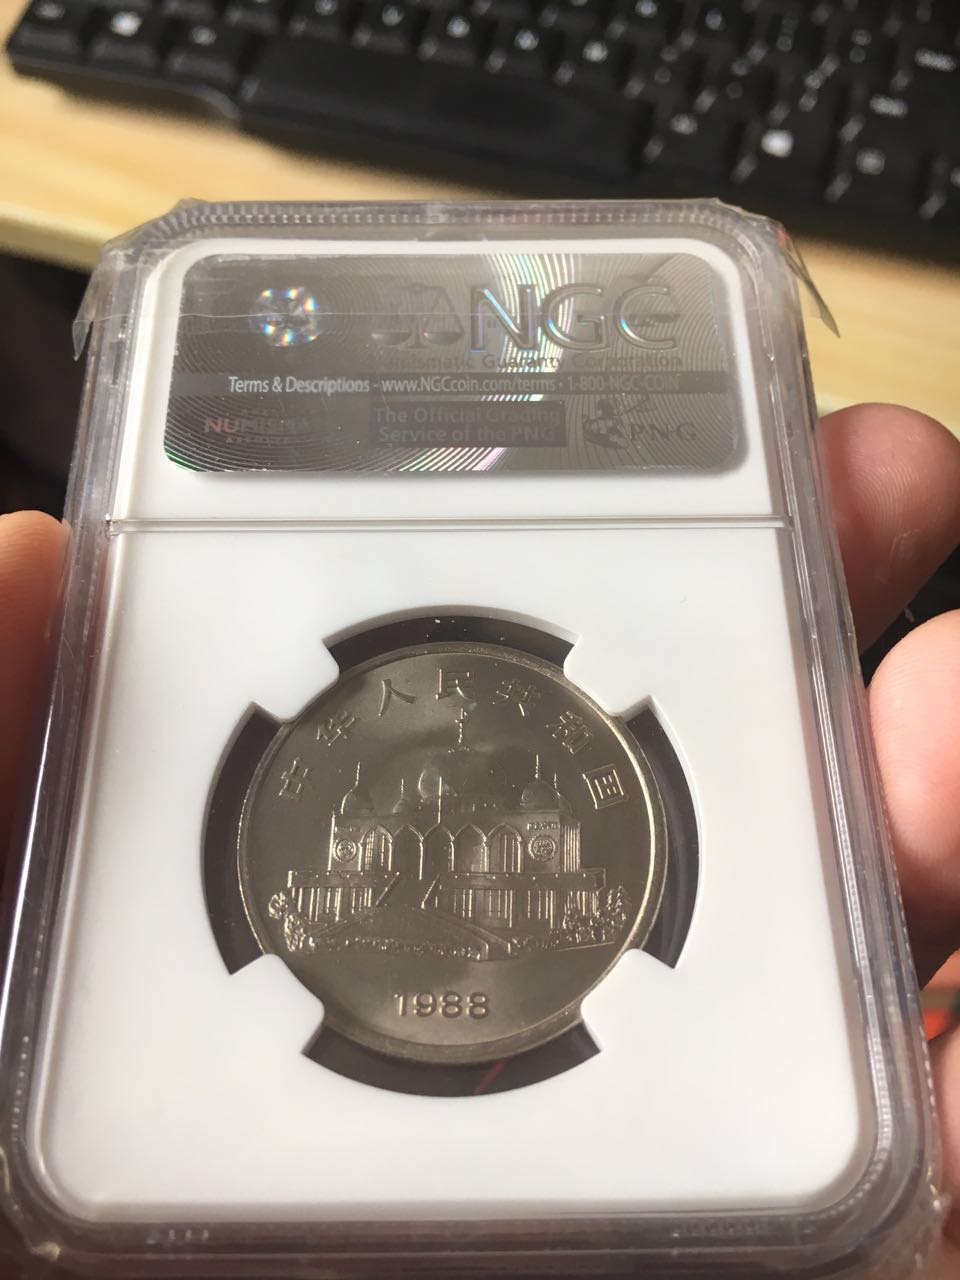 NGC
Numismatic Guaranty Corporation
Terms & Descriptions - www.NGCcoin.com/terms • 1-800-NGC-COIN
The Official Grading
Service of the PNG
PNG
中华人民共和国
1988